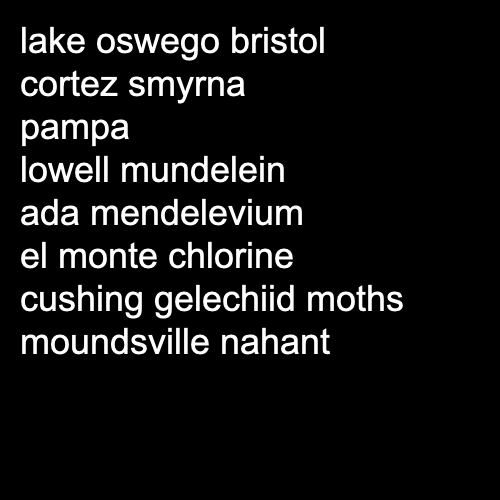 lake oswego bristol
cortez smyrna
pampa
lowell mundelein
ada mendelevium
el monte chlorine
cushing gelechiid moths
moundsville nahant